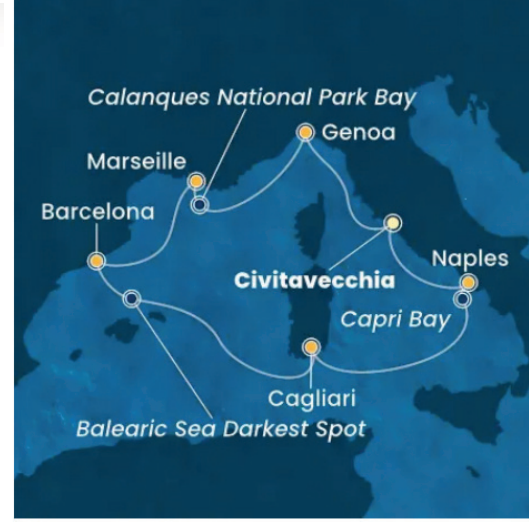 Calanques National Park Bay
Genoa
Marseille
Barcelona
Naples
Civitavecchia
Capri Bay
Cagliari
Balearic Sea Darkest Spot